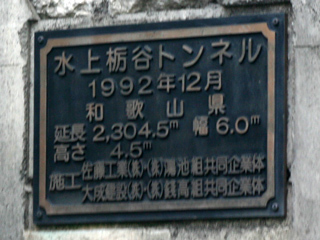 水上栃谷トンネル
1992年12月
和歌山県
延長 2,304.5m 幅 6.0m
高さ 4.5m
施工 佐藤工業(株)・(株)鴻池組共同企業体
大成建設(株)・(株)銭高組共同企業体